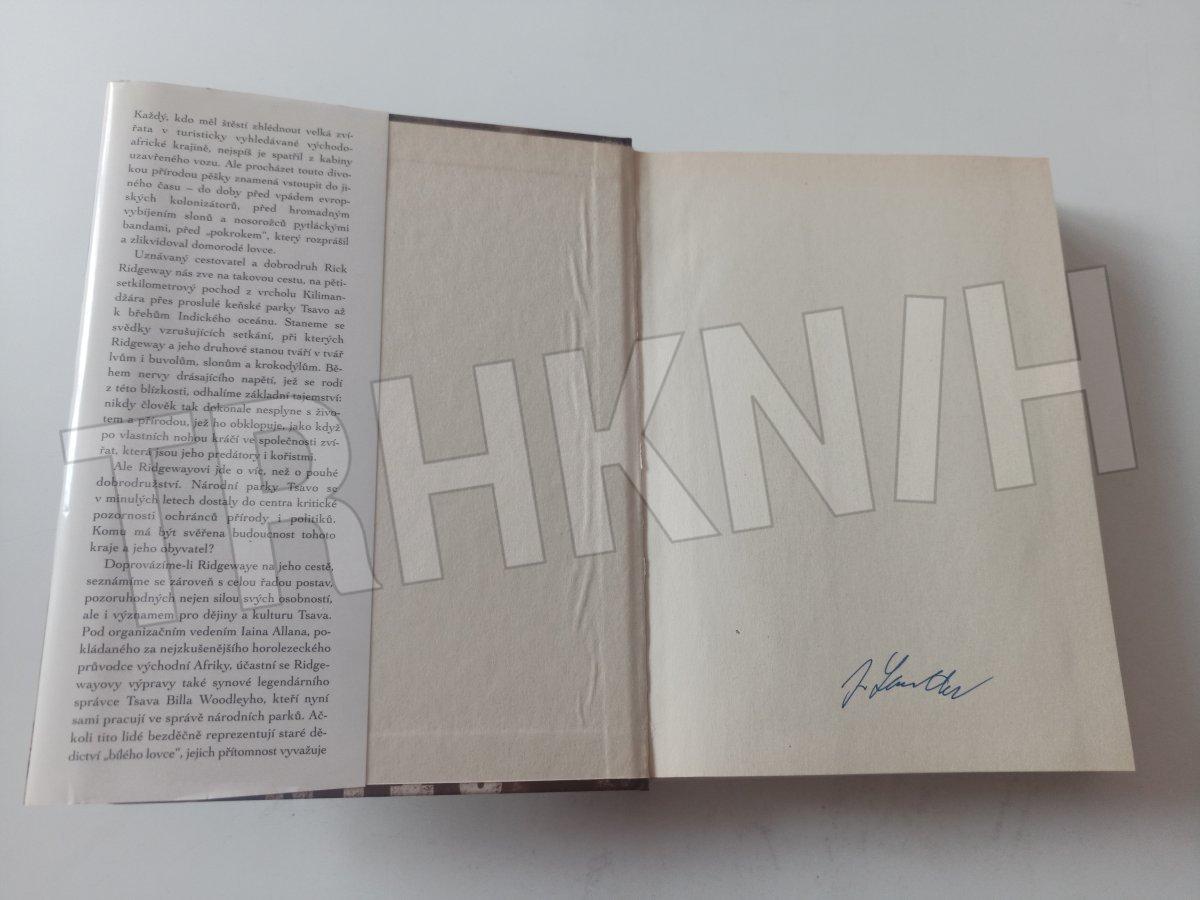 Každý, kdo měl štěstí zhlédnout velká zví-
řata v turisticky vyhledávané východo-
africké krajině, nejspíš je spatřil z kabiny
uzavřeného vozu. Ale procházet touto divo-
kou přírodou pěšky znamená vstoupit do ji-
ného času – do doby před vpádem evrop-
ských kolonizátorů, před hromadným
vybíjením slonů a nosorožců pytláckými
bandami, před „pokrokem“, který rozprášil
a zlikvidoval domorodé lovce.
Uznávaný cestovatel a dobrodruh Rick
Ridgeway nás zve na takovou cestu, na pěti-
setkilometrový pochod z vrcholu Kiliman-
džára přes proslulé keňské parky Tsavo až
k břehům Indického oceánu. Staneme se
svědky vzrušujících setkání, při kterých
Ridgeway a jeho druhové stanou tváří v tvář
lvům i buvolům, slonům a krokodýlům. Bě-
hem nervy drásajícího napětí, jež se rodí
z této blízkosti, odhalíme základní tajemství:
nikdy člověk tak dokonale nesplyne s živo-
tem a přírodou, jež ho obklopuje, jako když
po vlastních nohou kráčí ve společnosti zví-
řat, která jsou jeho predátory i kořistmi.
Ale Ridgewayovi jde o víc, než o pouhé
dobrodružství. Národní parky Tsavo se
v minulých letech dostaly do centra kritické
pozornosti ochránců přírody i politiků.
Komu má být svěřena budoucnost tohoto
kraje a jeho obyvatel?
Doprovázíme-li Ridgewaye na jeho cestě,
seznámíme se zároveň s celou řadou postav,
pozoruhodných nejen silou svých osobností,
ale i významem pro dějiny a kulturu Tsava.
Pod organizačním vedením Iaina Allana, po-
kládaného za nejzkušenějšího horolezeckého
průvodce východní Afriky, účastní se Ridge-
wayovy výpravy také synové legendárního
správce Tsava Billa Woodleyho, kteří nyní
sami pracují ve správě národních parků. Ač-
koli tito lidé bezděčně reprezentují staré dě-
dictví „bílého lovce“, jejich přítomnost vyvažuje
TRHKNIH